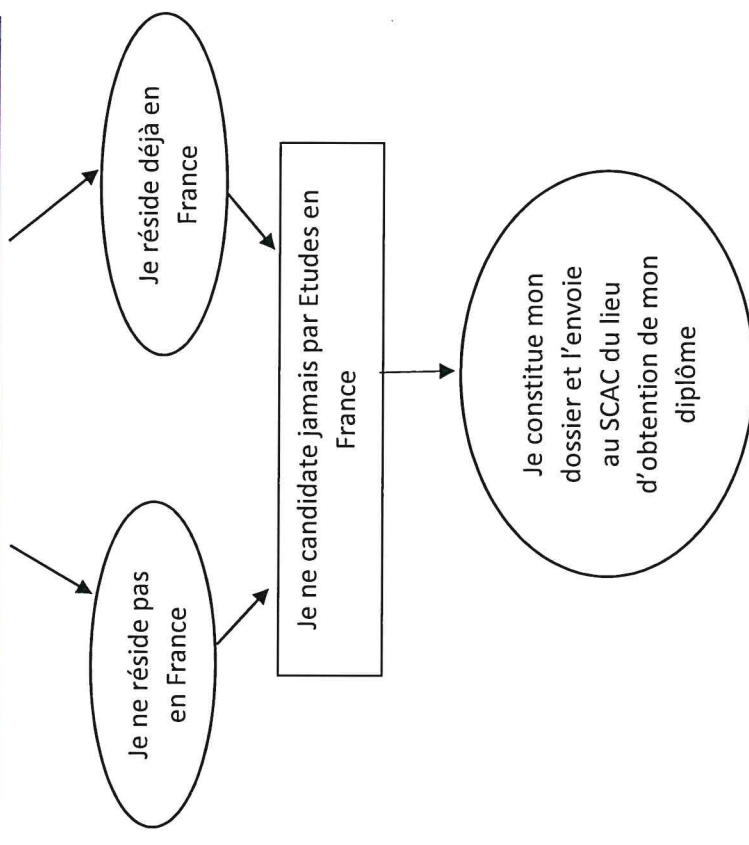 Je ne réside pas
en France
Je réside déjà en
France
Je ne candidate jamais par Etudes en
France
Je constitue mon
dossier et l'envoie
au SCAC du lieu
d'obtention de mon
diplôme